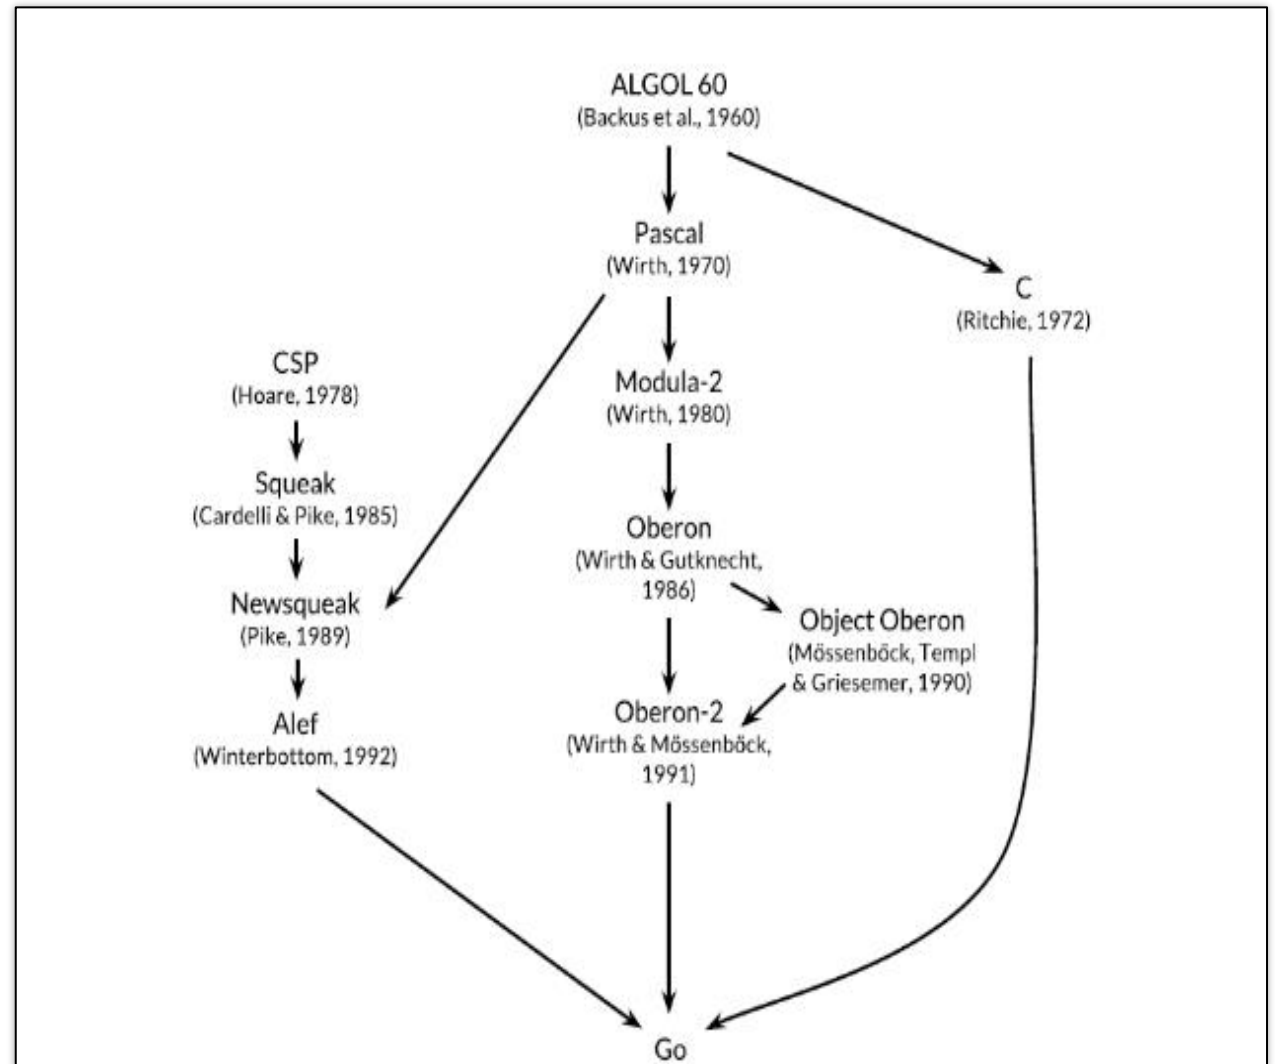 ALGOL 60
(Backus et al., 1960)
Pascal
(Wirth, 1970)
C
(Ritchie, 1972)
CSP
(Hoare, 1978)
Modula-2
(Wirth, 1980)
Squeak
(Cardelli & Pike, 1985)
Oberon
(Wirth & Gutknecht,
1986)
Newsqueak
(Pike, 1989)
Object Oberon
(Mössenböck, Templ
& Griesemer, 1990)
Alef
(Winterbottom, 1992)
Oberon-2
(Wirth & Mössenböck,
1991)
Go